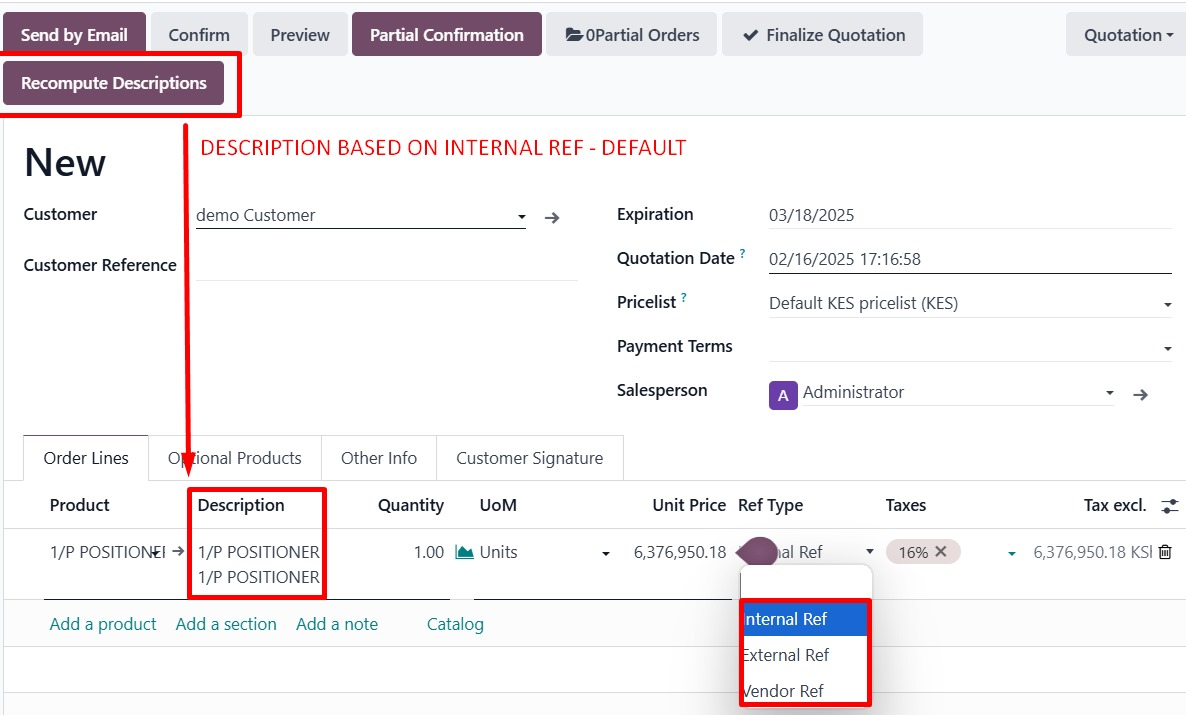 Send by Email Confirm Preview Partial Confirmation 0Partial Orders Finalize Quotation Quotation
Recompute Descriptions
DESCRIPTION BASED ON INTERNAL REF - DEFAULT
New
Customer demo Customer
Customer Reference
Expiration 03/18/2025
Quotation Date ? 02/16/2025 17:16:58
Pricelist ? Default KES pricelist (KES)
Payment Terms
Salesperson A Administrator
Order Lines Optional Products Other Info Customer Signature
Product Description Quantity UoM Unit Price Ref Type Taxes Tax excl.
1/P POSITIONER 1/P POSITIONER 1.00 Units 6,376,950.18 Ref 16% 6,376,950.18
1/P POSITIONER
Add a product Add a section Add a note Catalog
Internal Ref
External Ref
Vendor Ref